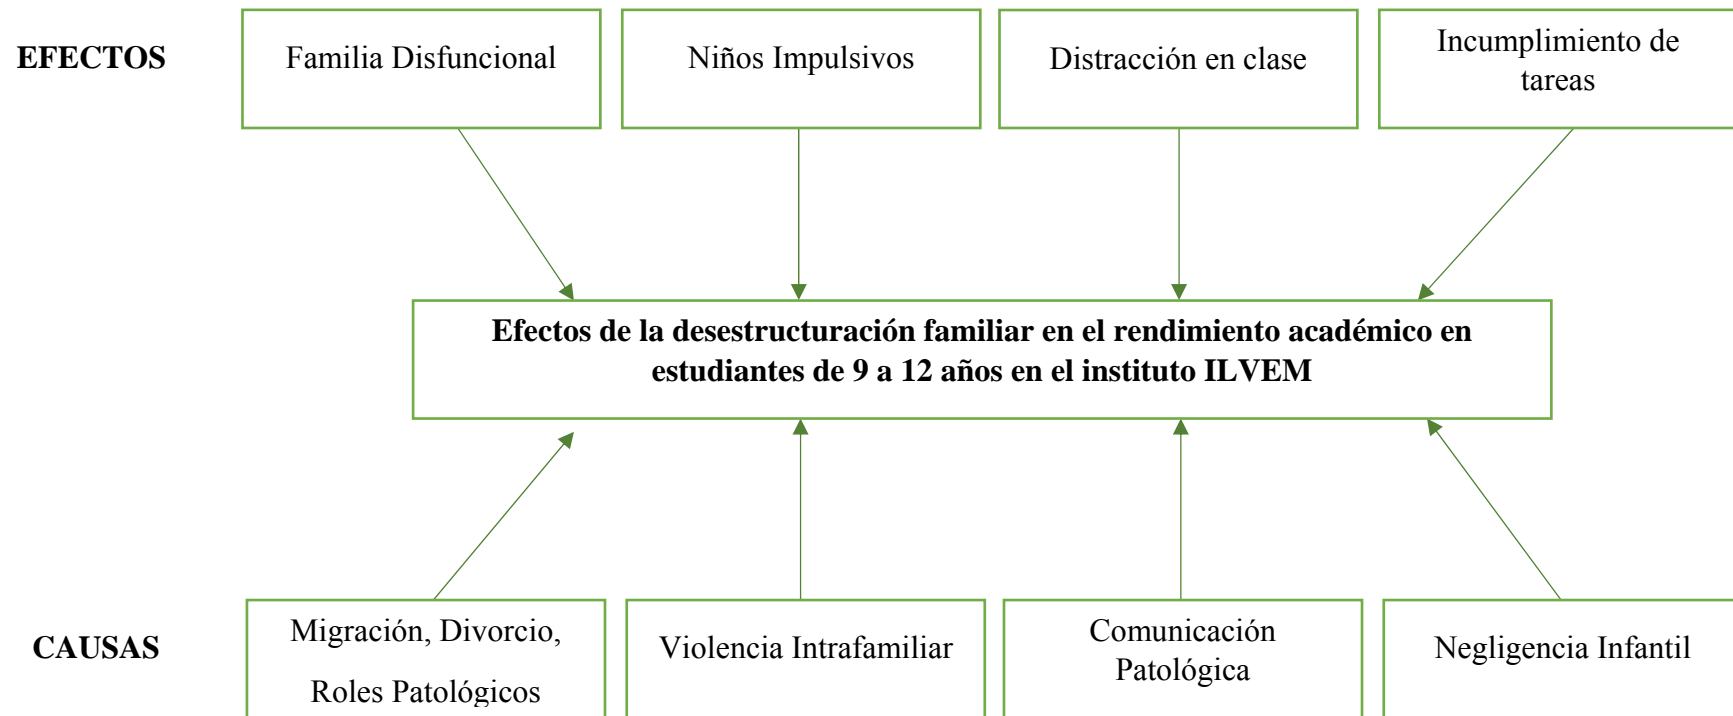 EFECTOS
Familia Disfuncional
Niños Impulsivos
Distracción en clase
Incumplimiento de
tareas
Efectos de la desestructuración familiar en el rendimiento académico en
estudiantes de 9 a 12 años en el instituto ILVEM
CAUSAS
Migración, Divorcio,
Roles Patológicos
Violencia Intrafamiliar
Comunicación
Patológica
Negligencia Infantil